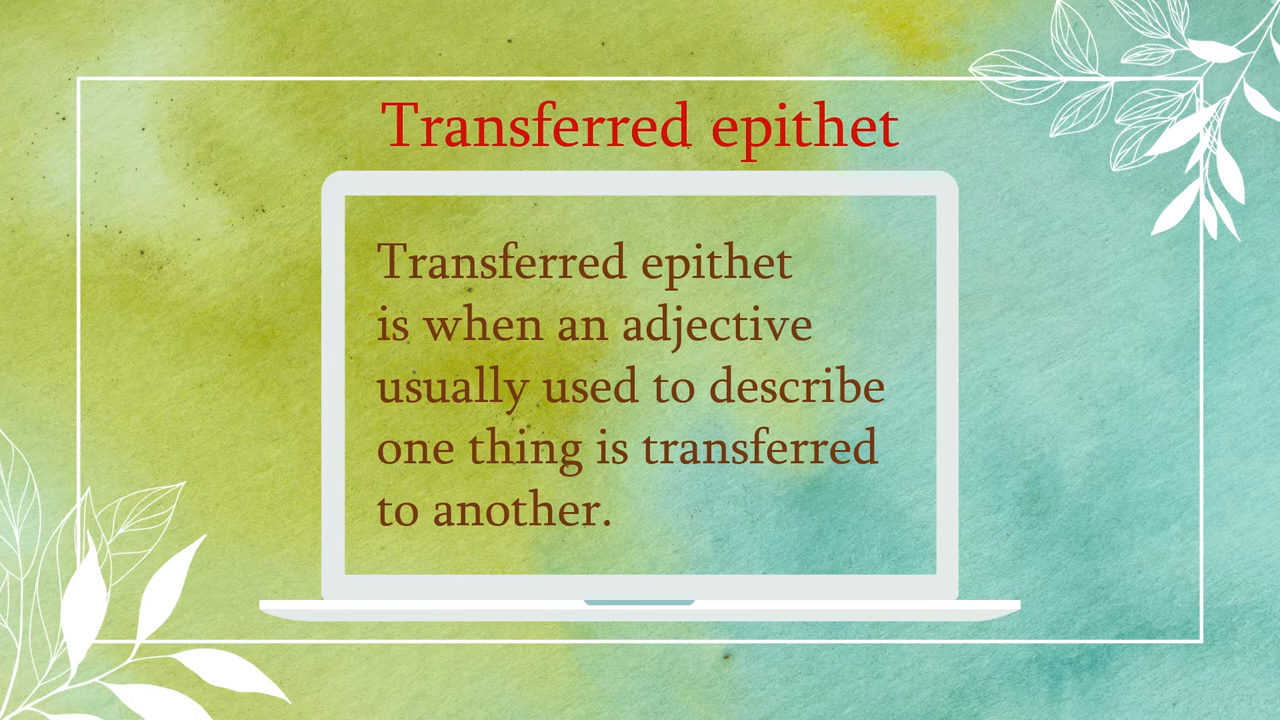 Transferred epithet
Transferred epithet
is when an adjective
usually used to describe
one thing is transferred
to another.